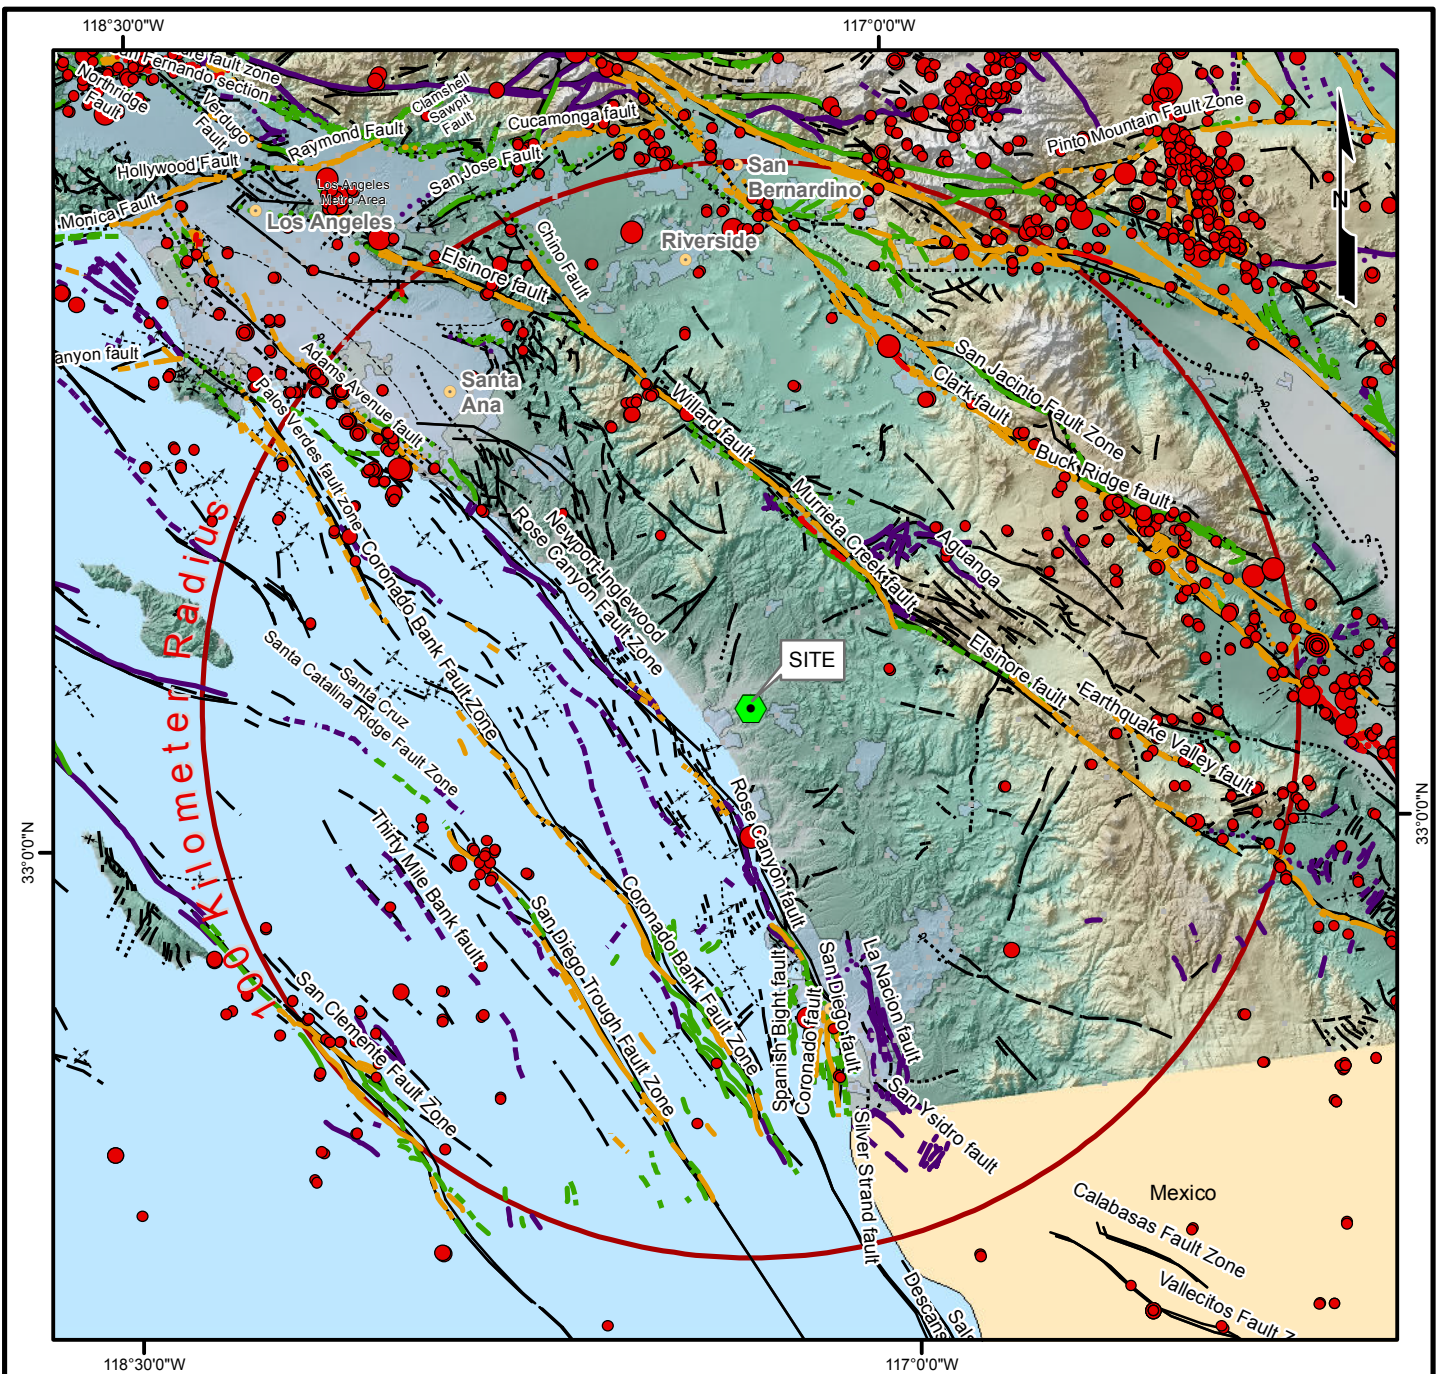 118°30'0"W
117°0'0"W
fault zone
San Fernando section
Northridge
Fault
Verdugo
Fault
Clamshell
Sawpit
Fault
Cucamonga fault
Raymond Fault
Hollywood Fault
San Jose Fault
Pinto Mountain Fault Zone
Los Angeles
Metro Area
Monica Fault
Los Angeles
San
Bernardino
Riverside
N
Chino Fault
Elsinore fault
anyon fault
Adams Avenue fault
Palos Verdes fault zone
Santa
Ana
Willard fault
San Jacinto Fault Zone
Clark fault
Buck Ridge fault
Murrieta Creek fault
Aguanga
Newport-Inglewood
Rose Canyon Fault Zone
Coronado Bank Fault Zone
100 Kilometer Radius
Santa Cruz
Santa Catalina Ridge Fault Zone
SITE
Elsinore fault
Earthquake Valley fault
33°0'0"N
33°0'0"N
Thirty Mile Bank fault
Rose Canyon fault
San Diego Trough Fault Zone
Coronado Bank Fault Zone
San Clemente Fault Zone
Spanish Bight fault
Coronado fault
San Diego fault
La Nacion fault
San Ysidro fault
Silver Strand fault
Mexico
Calabasas Fault Zone
Vallecitos Fault Z
Descans
Sals
118°30'0"W
117°0'0"W